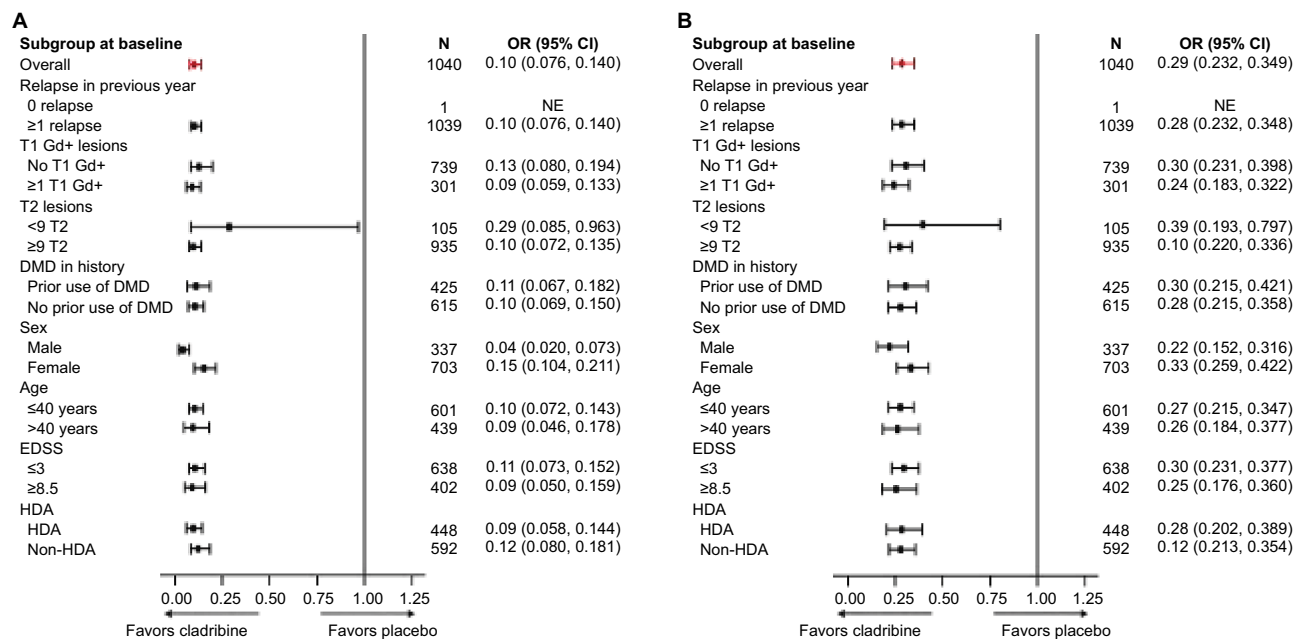 A
Subgroup at baseline N OR (95% CI)
Overall 1040 0.10 (0.076, 0.140)
Relapse in previous year
0 relapse 1 NE
≥1 relapse 1039 0.10 (0.076, 0.140)
T1 Gd+ lesions
No T1 Gd+ 739 0.13 (0.080, 0.194)
≥1 T1 Gd+ 301 0.09 (0.059, 0.133)
T2 lesions
<9 T2 105 0.29 (0.085, 0.963)
≥9 T2 935 0.10 (0.072, 0.135)
DMD in history
Prior use of DMD 425 0.11 (0.067, 0.182)
No prior use of DMD 615 0.10 (0.069, 0.150)
Sex
Male 337 0.04 (0.020, 0.073)
Female 703 0.15 (0.104, 0.211)
Age
≤40 years 601 0.10 (0.072, 0.143)
>40 years 439 0.09 (0.046, 0.178)
EDSS
≤3 638 0.11 (0.073, 0.152)
≥8.5 402 0.09 (0.050, 0.159)
HDA
HDA 448 0.09 (0.058, 0.144)
Non-HDA 592 0.12 (0.080, 0.181)
0.00 0.25 0.50 0.75 1.00 1.25
Favors cladribine Favors placebo
B
Subgroup at baseline N OR (95% CI)
Overall 1040 0.29 (0.232, 0.349)
Relapse in previous year
0 relapse 1 NE
≥1 relapse 1039 0.28 (0.232, 0.348)
T1 Gd+ lesions
No T1 Gd+ 739 0.30 (0.231, 0.398)
≥1 T1 Gd+ 301 0.24 (0.183, 0.322)
T2 lesions
<9 T2 105 0.39 (0.193, 0.797)
≥9 T2 935 0.10 (0.220, 0.336)
DMD in history
Prior use of DMD 425 0.30 (0.215, 0.421)
No prior use of DMD 615 0.28 (0.215, 0.358)
Sex
Male 337 0.22 (0.152, 0.316)
Female 703 0.33 (0.259, 0.422)
Age
≤40 years 601 0.27 (0.215, 0.347)
>40 years 439 0.26 (0.184, 0.377)
EDSS
≤3 638 0.30 (0.231, 0.377)
≥8.5 402 0.25 (0.176, 0.360)
HDA
HDA 448 0.28 (0.202, 0.389)
Non-HDA 592 0.12 (0.213, 0.354)
0.00 0.25 0.50 0.75 1.00 1.25
Favors cladribine Favors placebo